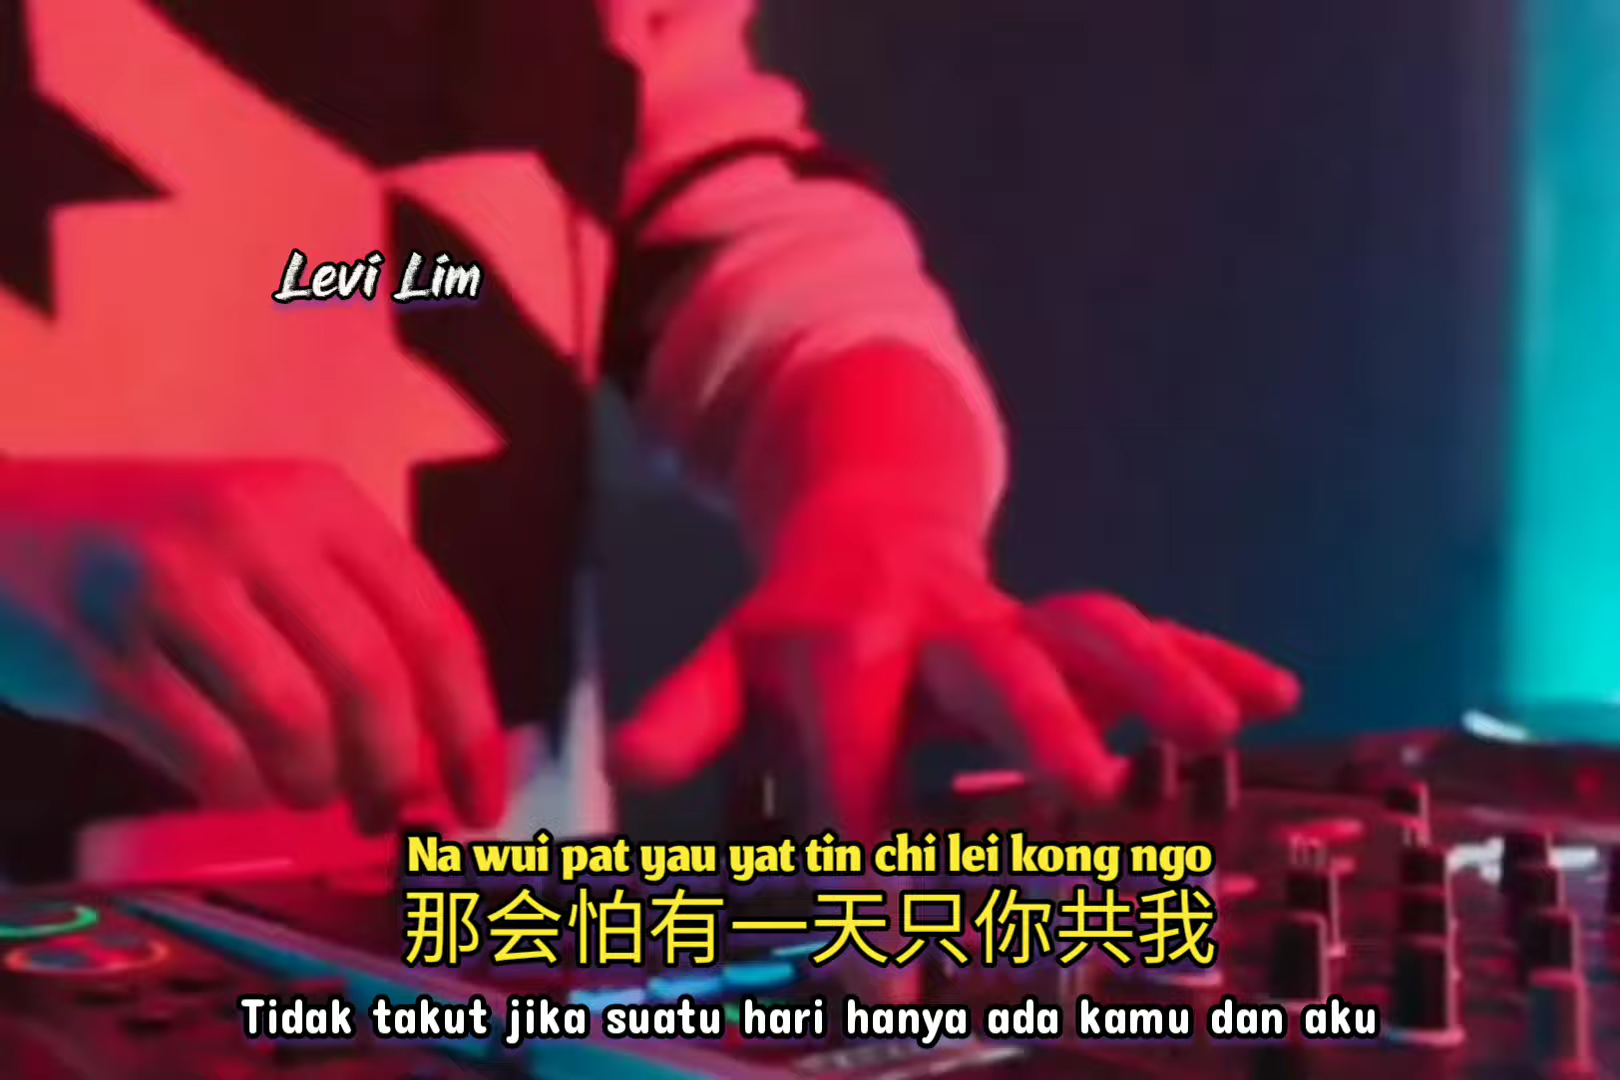 Levi Lim
Na wui pat yau yat tin chi lei kong ngo
那会怕有一天只你共我
Tidak takut jika suatu hari hanya ada kamu dan aku